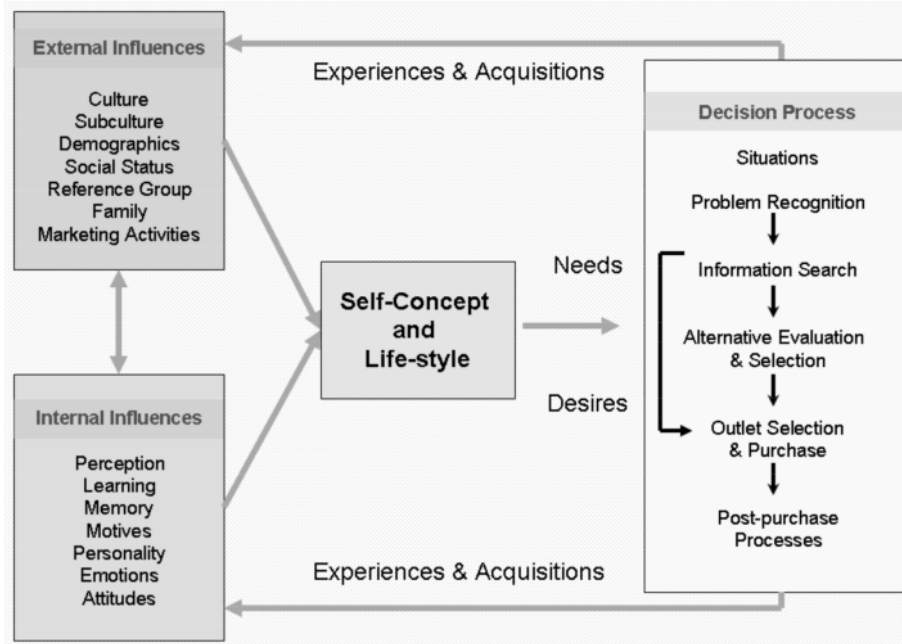 External Influences
Culture
Subculture
Demographics
Social Status
Reference Group
Family
Marketing Activities
Internal Influences
Perception
Learning
Memory
Motives
Personality
Emotions
Attitudes
Self-Concept
and
Life-style
Experiences & Acquisitions
Needs
Desires
Experiences & Acquisitions
Decision Process
Situations
Problem Recognition
Information Search
Alternative Evaluation
& Selection
Outlet Selection
& Purchase
Post-purchase
Processes